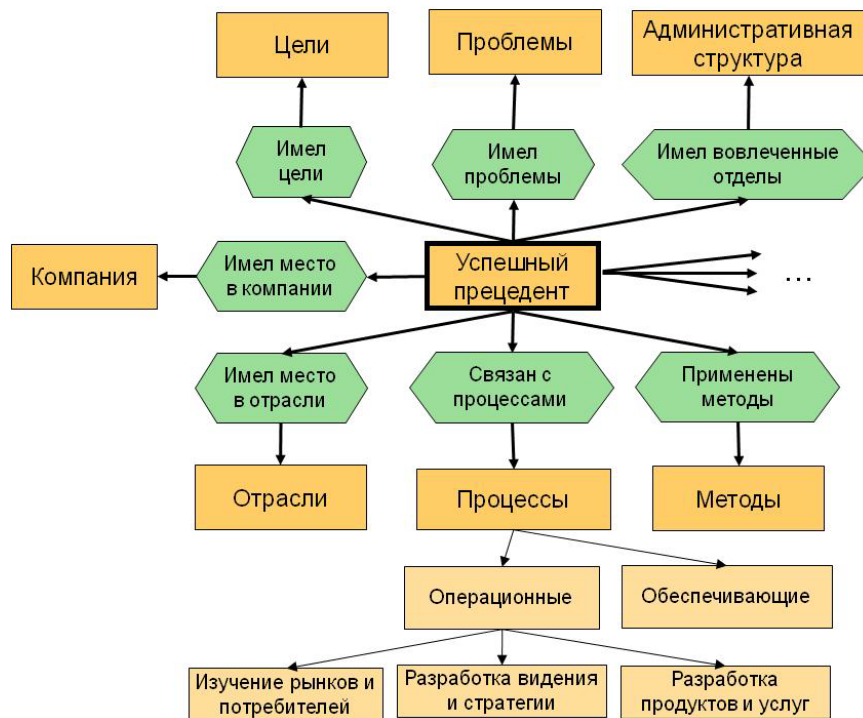 Цели
Проблемы
Административная
структура
Имел
цели
Имел
проблемы
Имел вовлеченные
отделы
Компания
Имел место
в компании
Успешный
прецедент
...
Имел место
в отрасли
Связан с
процессами
Применены
методы
Отрасли
Процессы
Методы
Операционные
Обеспечивающие
Изучение рынков и
потребителей
Разработка видения
и стратегии
Разработка
продуктов и услуг